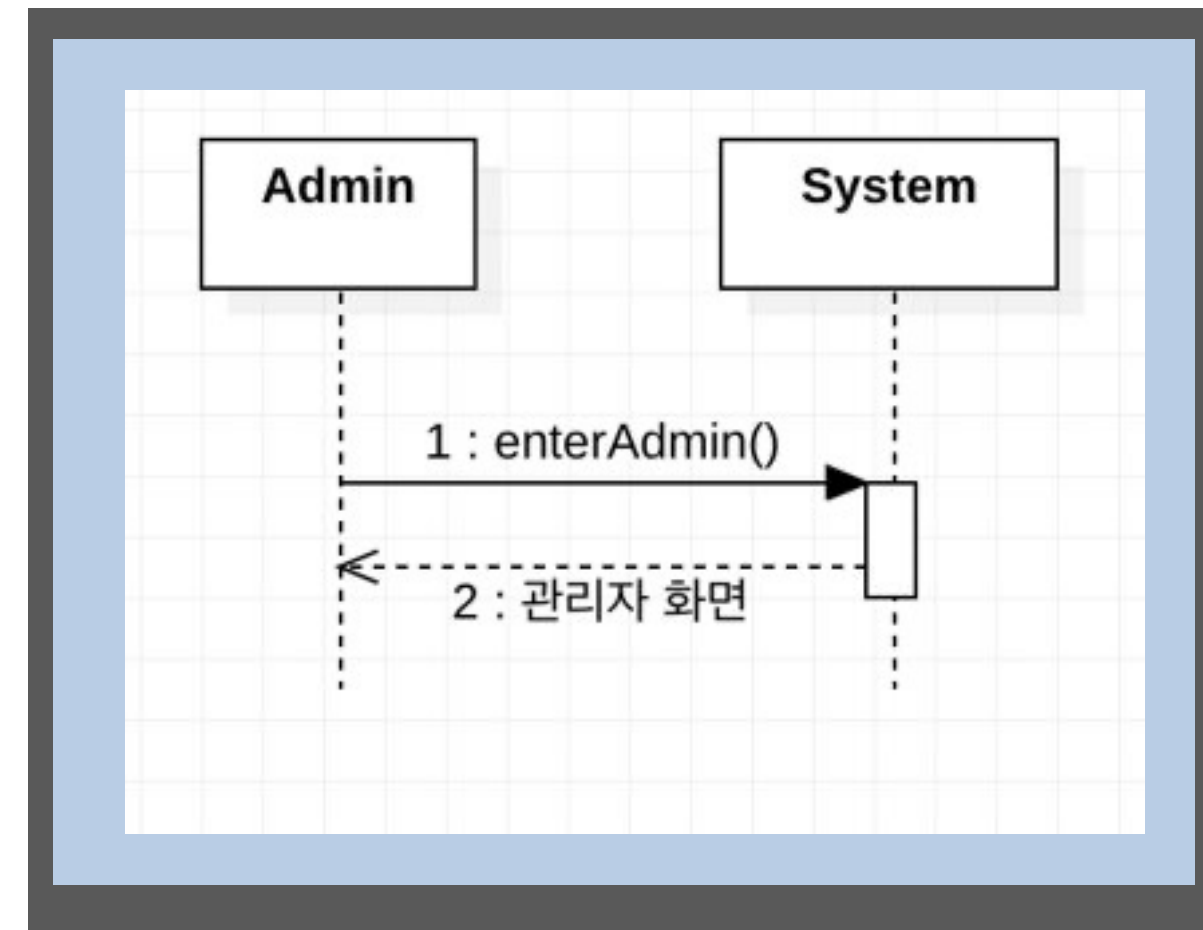 Admin
System
1 : enterAdmin()
2 : 관리자 화면